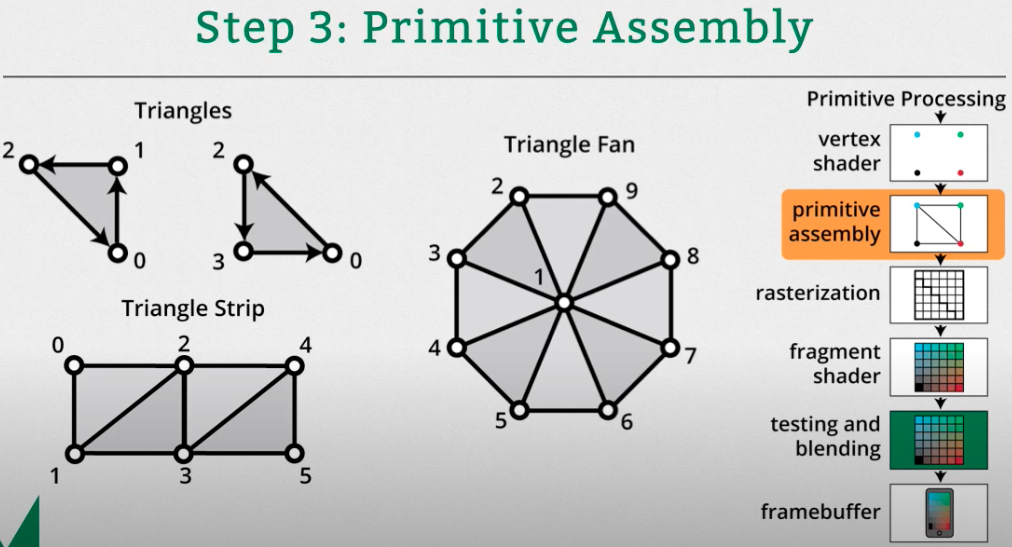 Step 3: Primitive Assembly
Triangles
2
1
0
2
3
0
Triangle Strip
0
2
4
1
3
5
Triangle Fan
2
9
3
1
8
4
7
5
6
Primitive Processing
vertex
shader
primitive
assembly
rasterization
fragment
shader
testing and
blending
framebuffer